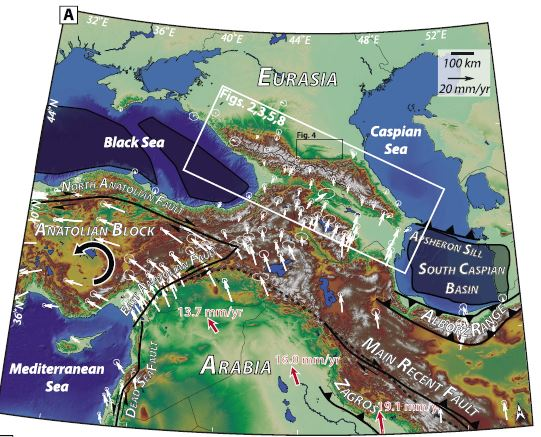 A
32°E
36°E
40°E
44°E
48°E
52°E
100 km
20 mm/yr
EURASIA
Figs. 2,3,5,8
Fig. 4
44°N
Black Sea
Caspian
Sea
NORTH ANATOLIAN FAULT
40°N
ANATOLIAN BLOCK
APSHERON SILL
SOUTH CASPIAN
BASIN
EAST ANATOLIAN FAULT
36°N
13.7 mm/yr
ALBORZ RANGE
Mediterranean
Sea
DEAD SEA FAULT
ARABIA
16.0 mm/yr
MAIN RECENT FAULT
ZAGROS
19.1 mm/yr
A